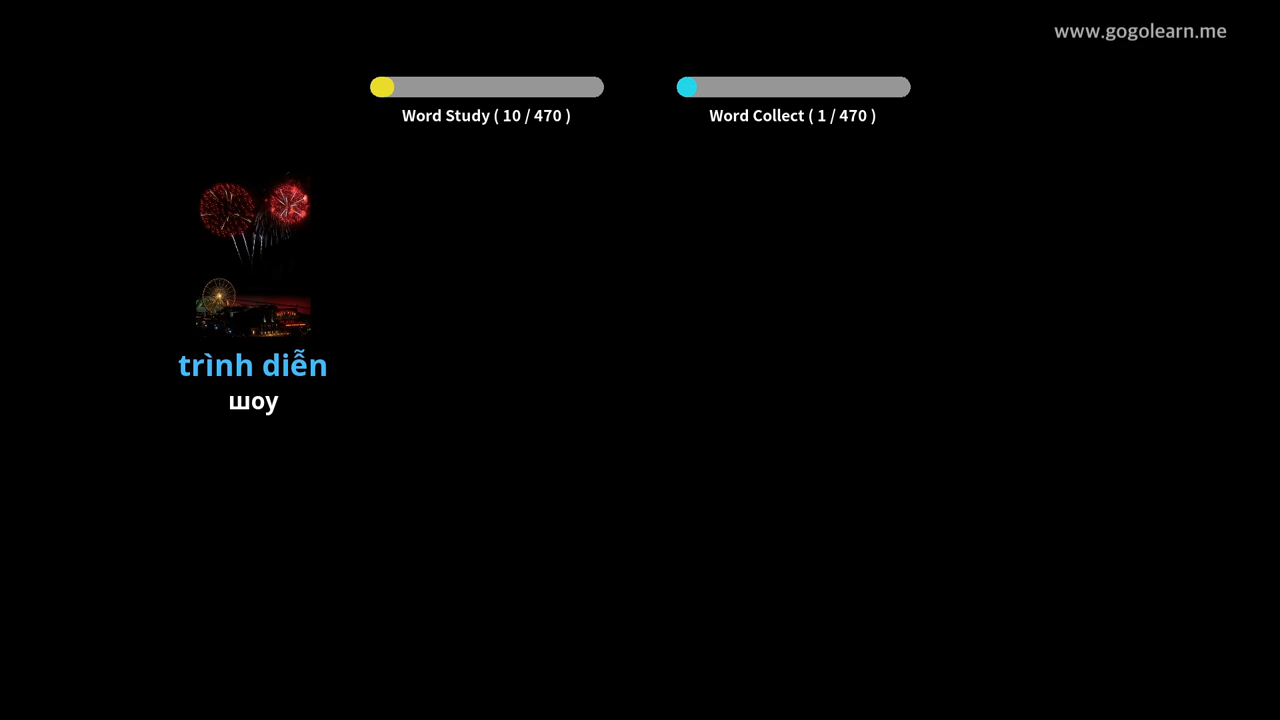 www.gogolearn.me
Word Study ( 10 / 470 )
Word Collect ( 1 / 470 )
trình diễn
шоу